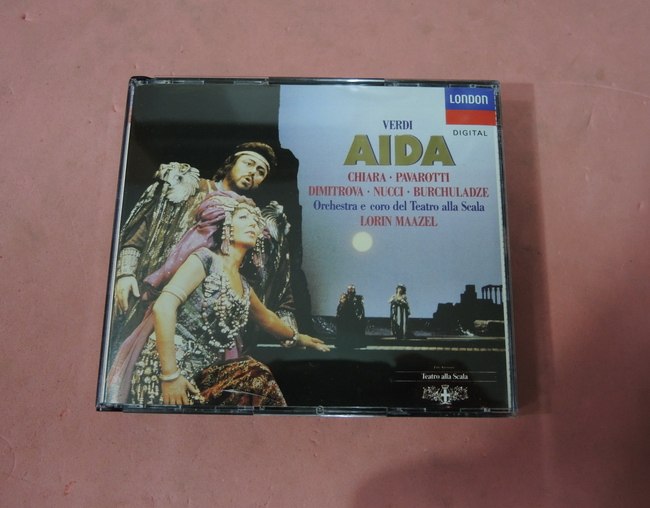 LONDON
DIGITAL
VERDI
AIDA
CHIARA · PAVAROTTI
DIMITROVA · NUCCI · BURCHULADZE
Orchestra e coro del Teatro alla Scala
LORIN MAAZEL
Teatro alla Scala